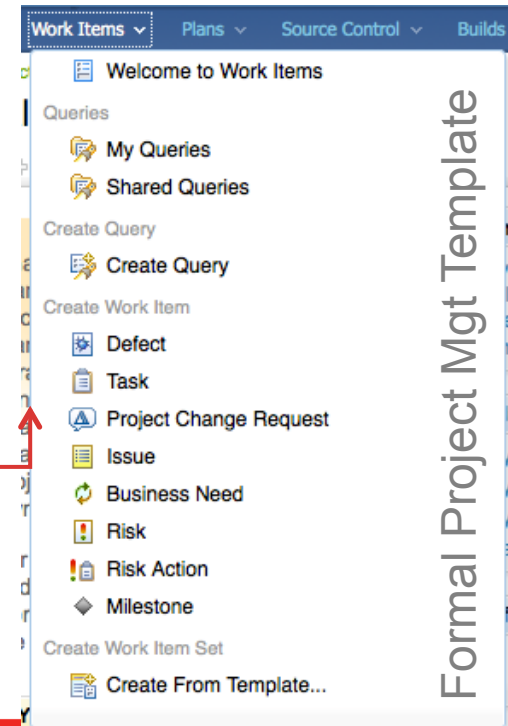 Work Items
Plans
Source Control
Builds
Welcome to Work Items
Queries
My Queries
Shared Queries
Create Query
Create Query
Create Work Item
Defect
Task
Project Change Request
Issue
Business Need
Risk
Risk Action
Milestone
Create Work Item Set
Create From Template...
Formal Project Mgt Template